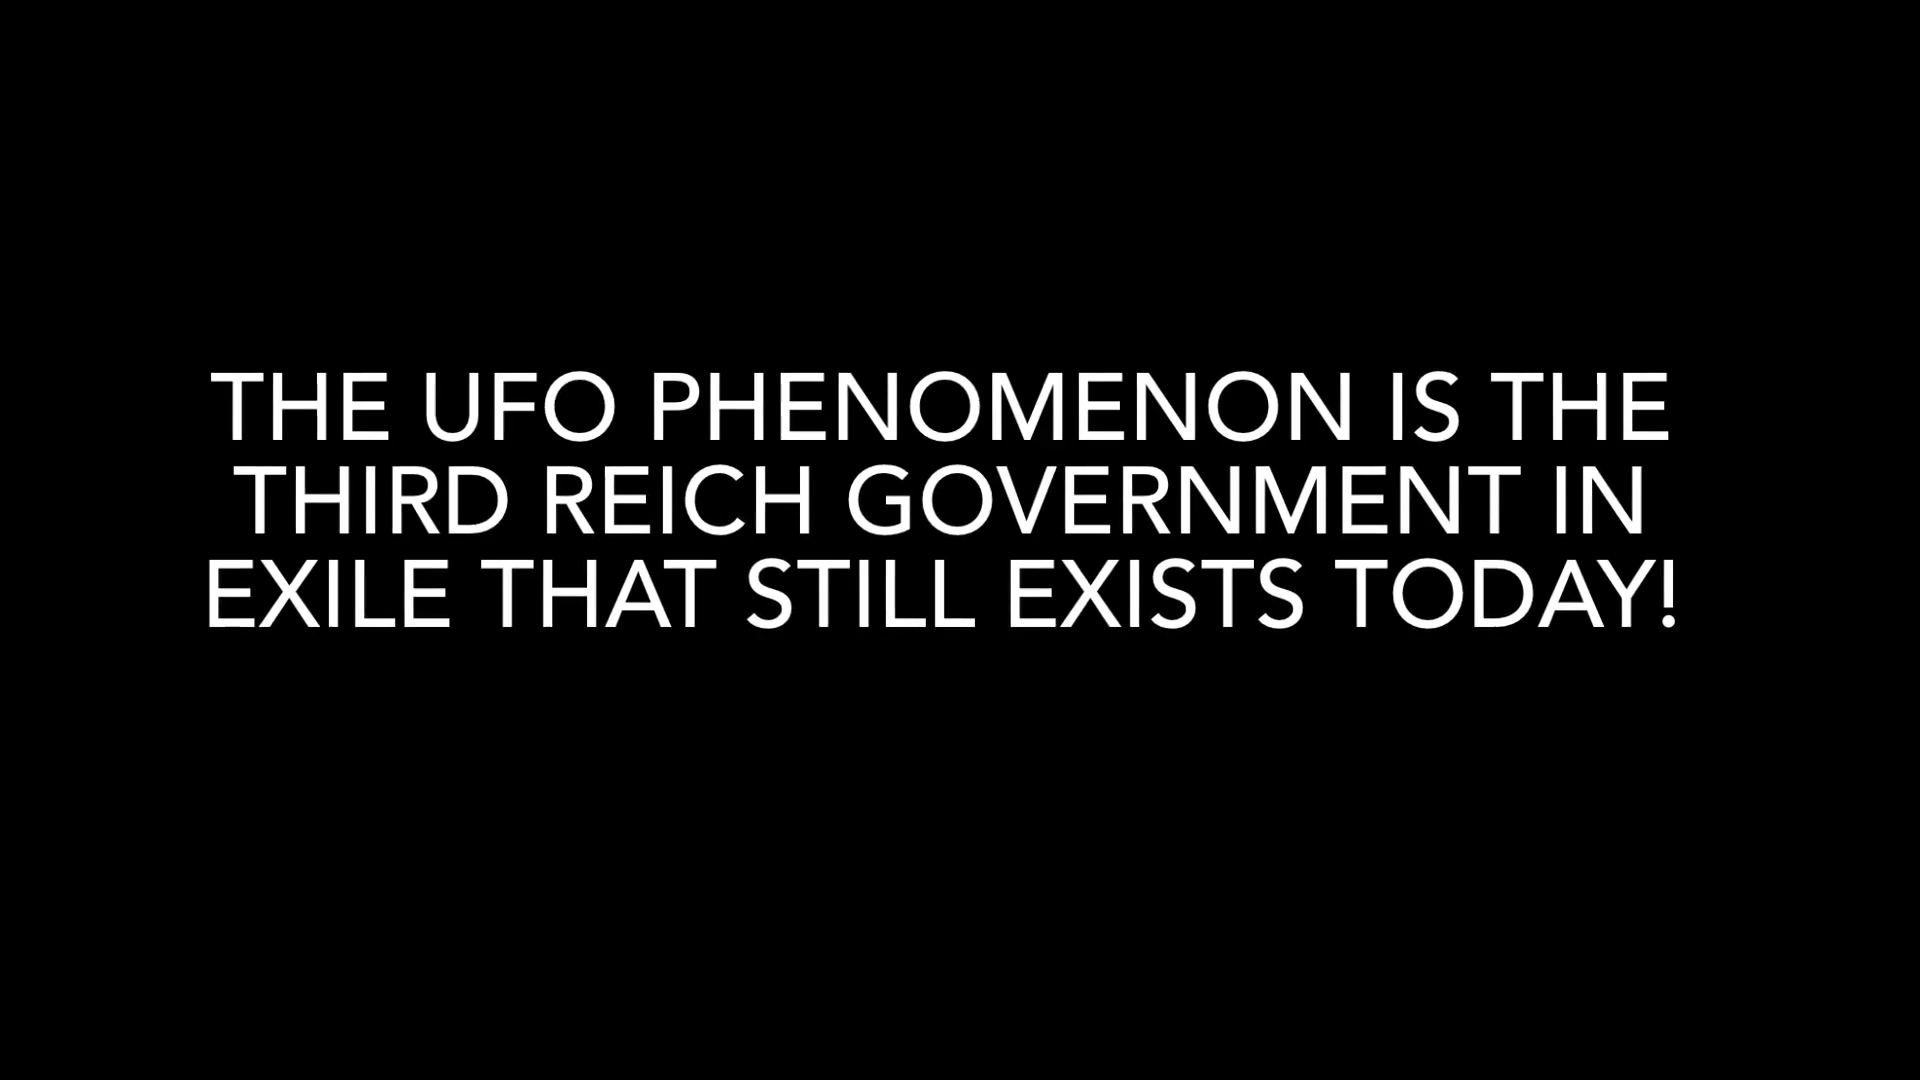 THE UFO PHENOMENON IS THE
THIRD REICH GOVERNMENT IN
EXILE THAT STILL EXISTS TODAY!